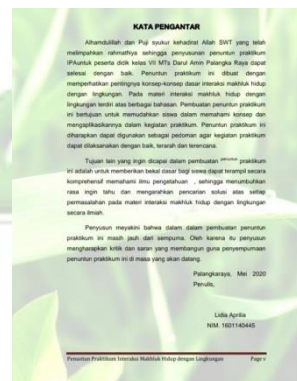 KATA PENGANTAR
Alhamdulillah dan Puji syukur kehadirat Allah SWT yang telah
melimpahkan rahmatNya sehingga penyusunan puntun praktikum
IPAuntuk peserta didik kelas VII MTs Darul Amin Palangka Raya dapat
selesai dengan baik. Penuntun praktikum ini dibuat dengan
memperhatikan pentingnya konsep-konsep dasar interaksi makhluk hidup
dengan lingkungan. Pada materi interaksi makhluk hidup dengan
lingkungan terdiri atas berbagai bahasan. Pembuatan penuntun praktikum
ini bertujuan untuk memudahkan siswa dalam memahami konsep dan
mengaplikasikannya dalam kegiatan praktikum. Penuntun praktikum ini
diharapkan dapat digunakan sebagai pedoman agar kegiatan praktikum
dapat dilaksanakan dengan baik, terarah dan terencana.
Tujuan lain yang ingin dicapai dalam pembuatan penuntun praktikum
ini adalah untuk memberikan bekal dasar bagi siswa dapat terampil secara
komprehensif memahami ilmu pengetahuan , sehingga menumbuhkan
rasa ingin tahu dan mengarahkan pencarian solusi atas setiap
permasalahan pada materi interaksi makhluk hidup dengan lingkungan
secara ilmiah.
Penyusun meyakini bahwa dalam dalam pembuatan penuntun
praktikum ini masih jauh dari sempurna. Oleh karena itu penyusun
mengharapkan kritik dan saran yang membangun guna penyempurnaan
penuntun praktikum ini di masa yang akan datang.
Palangkaraya, Mei 2020
Penulis,
Lidia Aprilia
NIM. 1601140445
Penuntun Praktikum Interaksi Makhluk Hidup dengan Lingkungan Page v